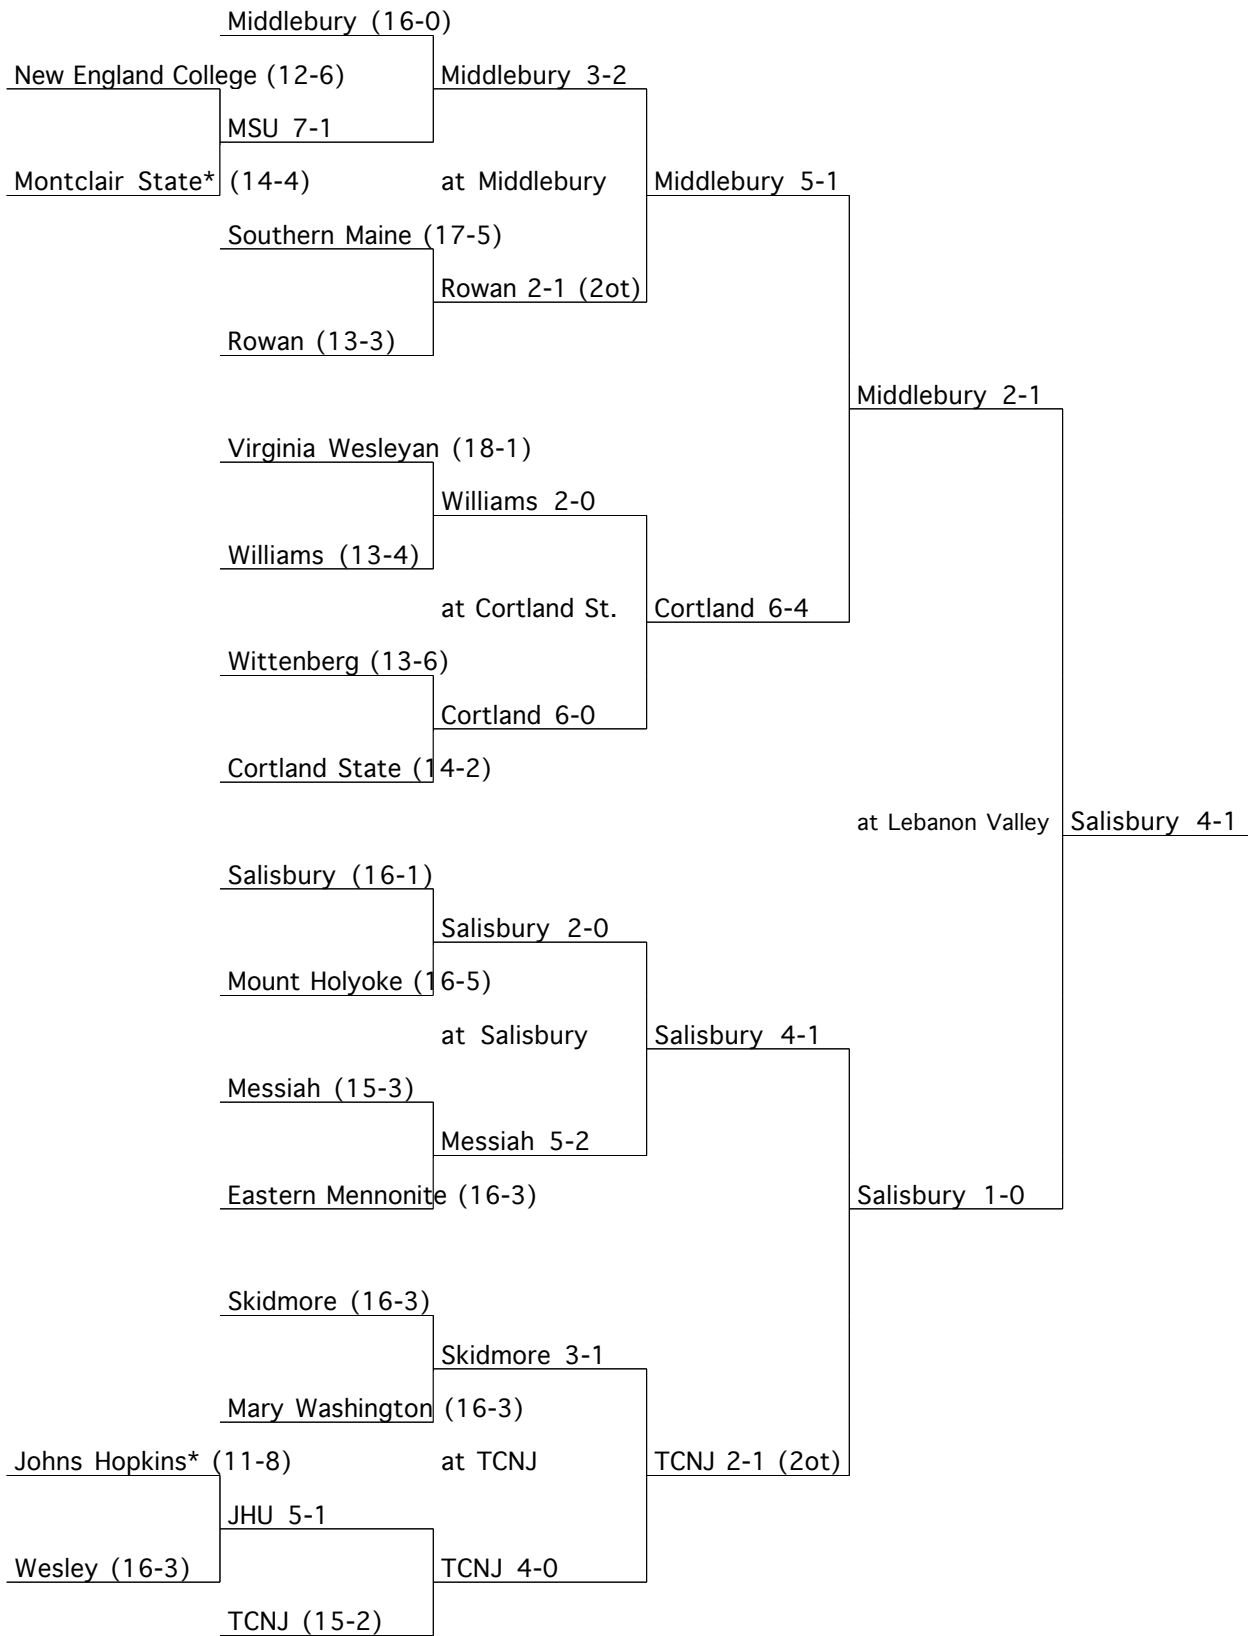 Middlebury (16-0)
New England College (12-6)
Middlebury 3-2
MSU 7-1
Montclair State* (14-4)
at Middlebury
Middlebury 5-1
Southern Maine (17-5)
Rowan 2-1 (2ot)
Rowan (13-3)
Middlebury 2-1
Virginia Wesleyan (18-1)
Williams 2-0
Williams (13-4)
at Cortland St.
Cortland 6-4
Wittenberg (13-6)
Cortland 6-0
Cortland State (14-2)
at Lebanon Valley
Salisbury 4-1
Salisbury (16-1)
Salisbury 2-0
Mount Holyoke (16-5)
at Salisbury
Salisbury 4-1
Messiah (15-3)
Messiah 5-2
Eastern Mennonite (16-3)
Salisbury 1-0
Skidmore (16-3)
Skidmore 3-1
Mary Washington (16-3)
Johns Hopkins* (11-8)
at TCNJ
TCNJ 2-1 (2ot)
JHU 5-1
Wesley (16-3)
TCNJ 4-0
TCNJ (15-2)